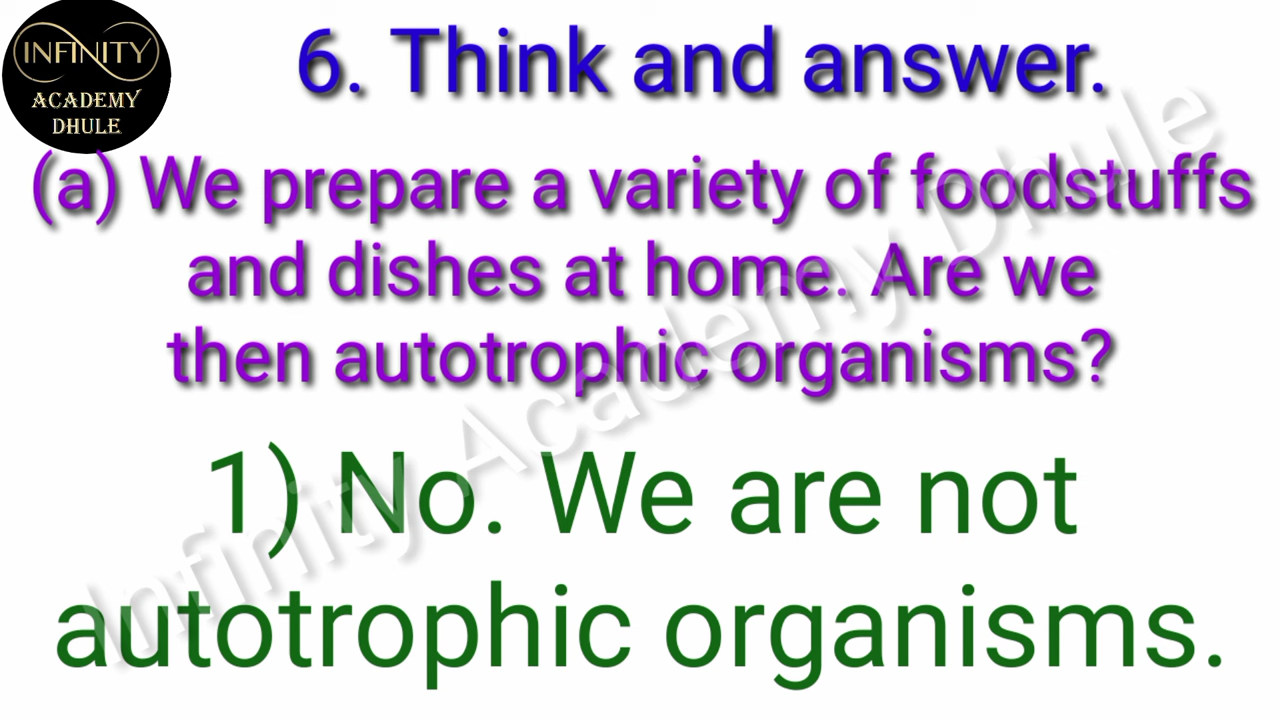 INFINITY
ACADEMY
DHULE
6. Think and answer.
(a) We prepare a variety of foodstuffs
and dishes at home. Are we
then autotrophic organisms?
1) No. We are not
autotrophic organisms.
Infinity Academy Dhule